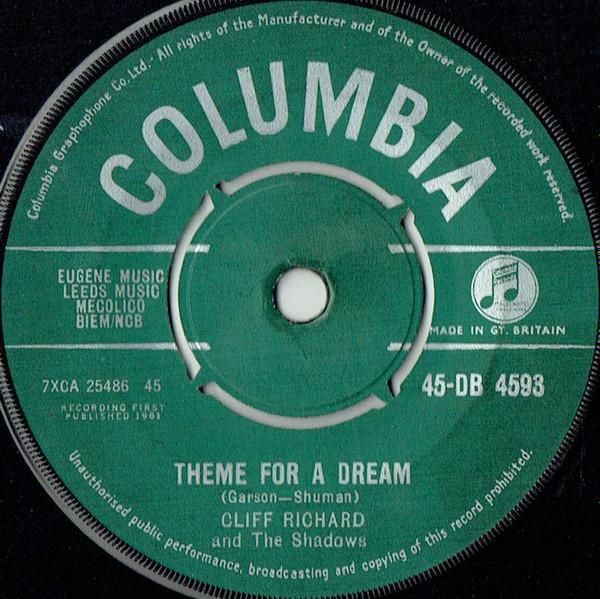 Columbia Graphophone Co. Ltd. · All rights of the Manufacturer and of the Owner of the recorded work reserved.
COLUMBIA
EUGENE MUSIC
LEEDS MUSIC
MECOLICO
BIEM/NCB
Columbia
Records
MADE IN GT. BRITAIN
7XCA 25486 45
45-DB 4593
RECORDING FIRST
PUBLISHED 1961
THEME FOR A DREAM
(Garson—Shuman)
CLIFF RICHARD
and The Shadows
Unauthorised public performance, broadcasting and copying of this record prohibited.